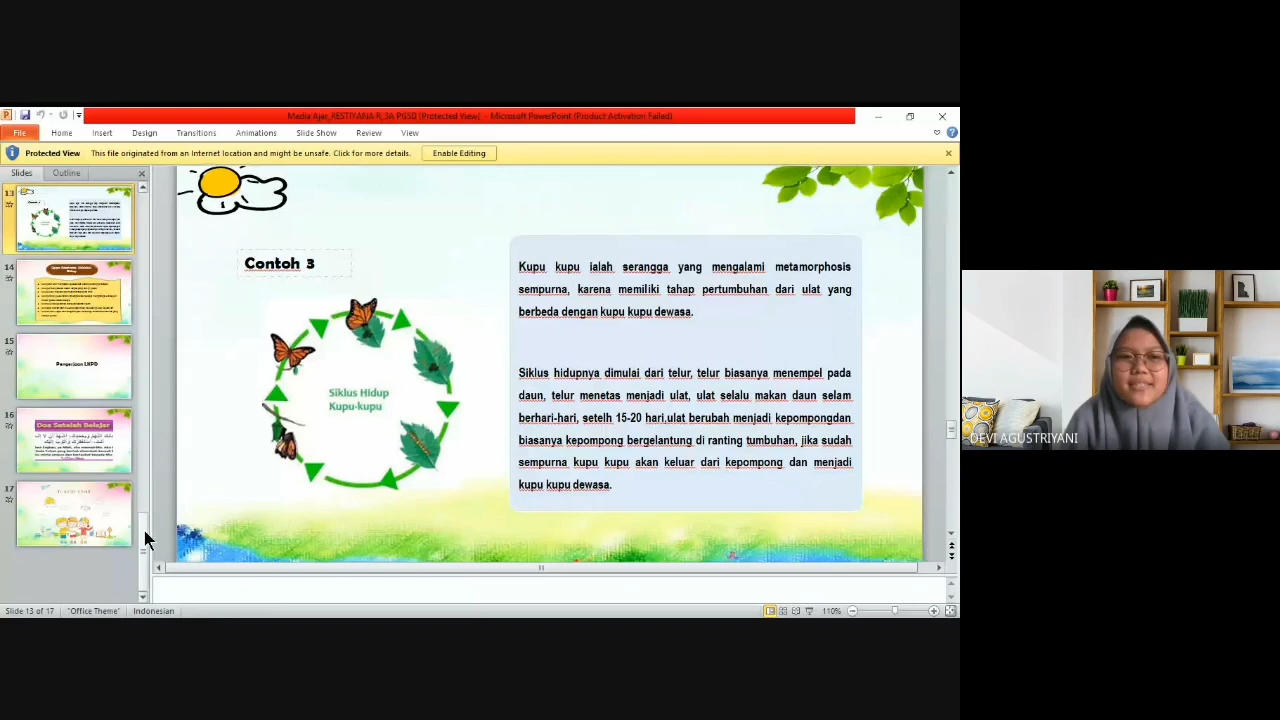 Media Ajar_RESTIYANA R_3A PGSD [Protected View] - Microsoft PowerPoint (Product Activation Failed)
File Home Insert Design Transitions Animations Slide Show Review View
Protected View This file originated from an Internet location and might be unsafe. Click for more details. Enable Editing
Slides Outline
13
14
15
Pengerjaan LKPD
16
Doa Setelah Belajar
17
Contoh 3
Siklus Hidup
Kupu-kupu
Kupu kupu ialah serangga yang mengalami metamorphosis
sempurna, karena memiliki tahap pertumbuhan dari ulat yang
berbeda dengan kupu kupu dewasa.
Siklus hidupnya dimulai dari telur, telur biasanya menempel pada
daun, telur menetas menjadi ulat, ulat selalu makan daun selam
berhari-hari, setelh 15-20 hari,ulat berubah menjadi kepompongdan
biasanya kepompong bergelantung di ranting tumbuhan, jika sudah
sempurna kupu kupu akan keluar dari kepompong dan menjadi
kupu kupu dewasa.
DEVI AGUSTRIYANI
Slide 13 of 17 "Office Theme" Indonesian 110%